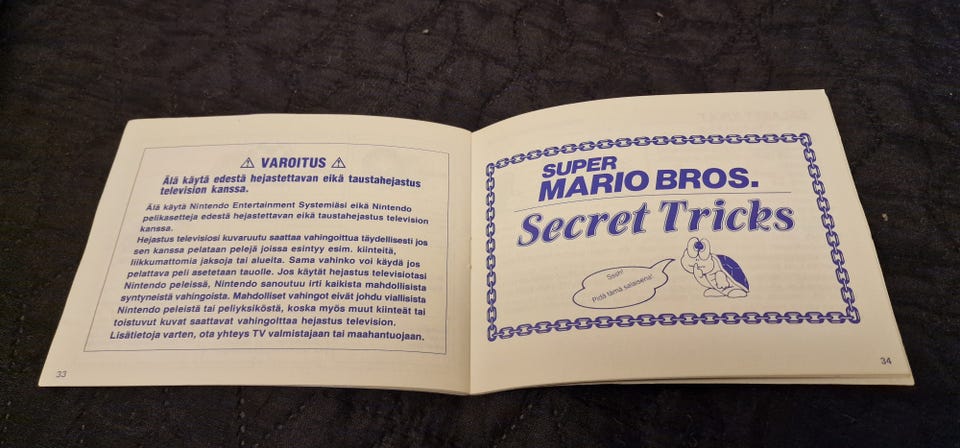 ⚠ VAROITUS ⚠
Älä käytä edestä hejastettavan eikä taustahejastus
television kanssa.
Älä käytä Nintendo Entertainment Systemiäsi eikä Nintendo
pelikasetteja edestä hejastettavan eikä taustahejastus television
kanssa.
Hejastus televisiosi kuvaruutu saattaa vahingoittua täydellisesti jos
sen kanssa pelataan pelejä joissa esintyy esim. kiinteitä,
liikkumattomia jaksoja tai alueita. Sama vahinko voi käydä jos
pelattava peli asetetaan tauolle. Jos käytät hejastus televisiotasi
Nintendo peleissä, Nintendo sanoutuu irti kaikista mahdollisista
syntyneistä vahingoista. Mahdolliset vahingot eivät johdu viallisista
Nintendo peleistä tai peliyksiköstä, koska myös muut kiinteät tai
toistuvut kuvat saattavat vahingoittaa hejastus television.
Lisätietoja varten, ota yhteys TV valmistajaan tai maahantuojaan.
33
SUPER
MARIO BROS.
Secret Tricks
Sssh!
Pidä tämä salaisena!
34